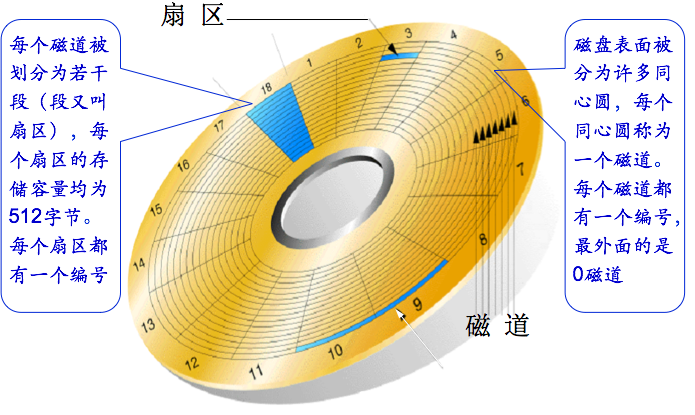 扇 区
每个磁道被
划分为若干
段（段又叫
扇区），每
个扇区的存
储容量均为
512字节。
每个扇区都
有一个编号
磁盘表面被
分为许多同
心圆，每个
同心圆称为
一个磁道。
每个磁道都
有一个编号，
最外面的是
0磁道
1
2
3
5
6
7
8
9
10
11
12
13
14
15
16
17
18
磁 道